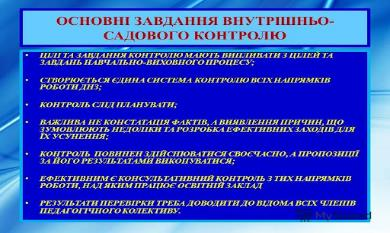 ОСНОВНІ ЗАВДАННЯ ВНУТРІШНЬО-
САДОВОГО КОНТРОЛЮ
• ЦІЛІ ТА ЗАВДАННЯ КОНТРОЛЮ МАЮТЬ ВИПЛИВАТИ З ЦІЛЕЙ ТА
ЗАВДАНЬ НАВЧАЛЬНО-ВИХОВНОГО ПРОЦЕСУ;
• СТВОРЮЄТЬСЯ ЄДИНА СИСТЕМА КОНТРОЛЮ ВСІХ НАПРЯМКІВ
РОБОТИ ДНЗ;
• КОНТРОЛЬ СЛІД ПЛАНУВАТИ;
• ВАЖЛИВА НЕ КОНСТАТАЦІЯ ФАКТІВ, А ВИЯВЛЕННЯ ПРИЧИН, ЩО
ЗУМОВЛЮЮТЬ НЕДОЛІКИ ТА РОЗРОБКА ЕФЕКТИВНИХ ЗАХОДІВ ДЛЯ
ЇХ УСУНЕННЯ;
• КОНТРОЛЬ ПОВИНЕН ЗДІЙСНЮВАТИСЯ СВОЄЧАСНО, А ПРОПОЗИЦІЇ
ЗА ЙОГО РЕЗУЛЬТАТАМИ ВИКОНУВАТИСЯ;
• ЕФЕКТИВНИМ Є КОНСУЛЬТАТИВНИЙ КОНТРОЛЬ З ТИХ НАПРЯМКІВ
РОБОТИ, НАД ЯКИМ ПРАЦЮЄ ОСВІТНІЙ ЗАКЛАД
• РЕЗУЛЬТАТИ ПЕРЕВІРКИ ТРЕБА ДОВОДИТИ ДО ВІДОМА ВСІХ ЧЛЕНІВ
ПЕДАГОГІЧНОГО КОЛЕКТИВУ.